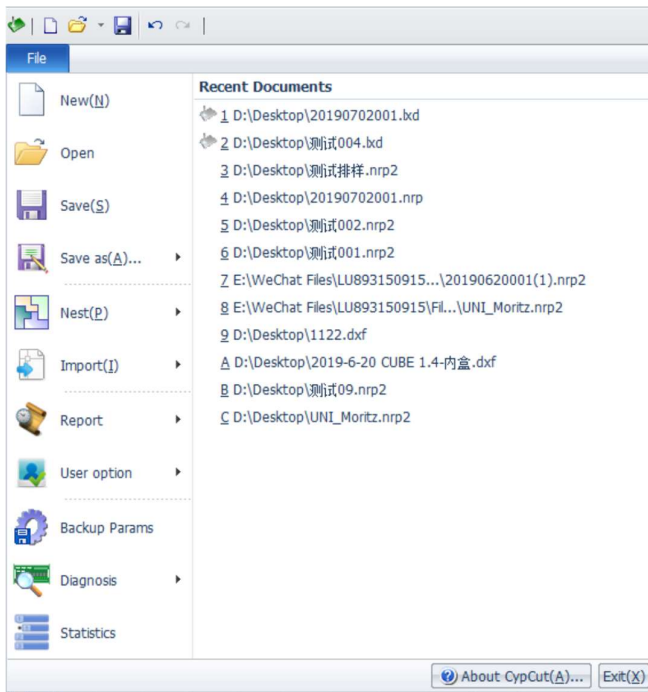 File
Recent Documents
New(N)
Open
Save(S)
Save as(A)...
Nest(P)
Import(I)
Report
User option
Backup Params
Diagnosis
Statistics
1 D:\Desktop\20190702001.lxd
2 D:\Desktop\测试004.lxd
3 D:\Desktop\测试排样.nrp2
4 D:\Desktop\20190702001.nrp
5 D:\Desktop\测试002.nrp2
6 D:\Desktop\测试001.nrp2
7 E:\WeChat Files\LU893150915...\20190620001(1).nrp2
8 E:\WeChat Files\LU893150915\Fil...\UNI_Moritz.nrp2
9 D:\Desktop\1122.dxf
A D:\Desktop\2019-6-20 CUBE 1.4-内盒.dxf
B D:\Desktop\测试09.nrp2
C D:\Desktop\UNI_Moritz.nrp2
About CypCut(A)...
Exit(X)